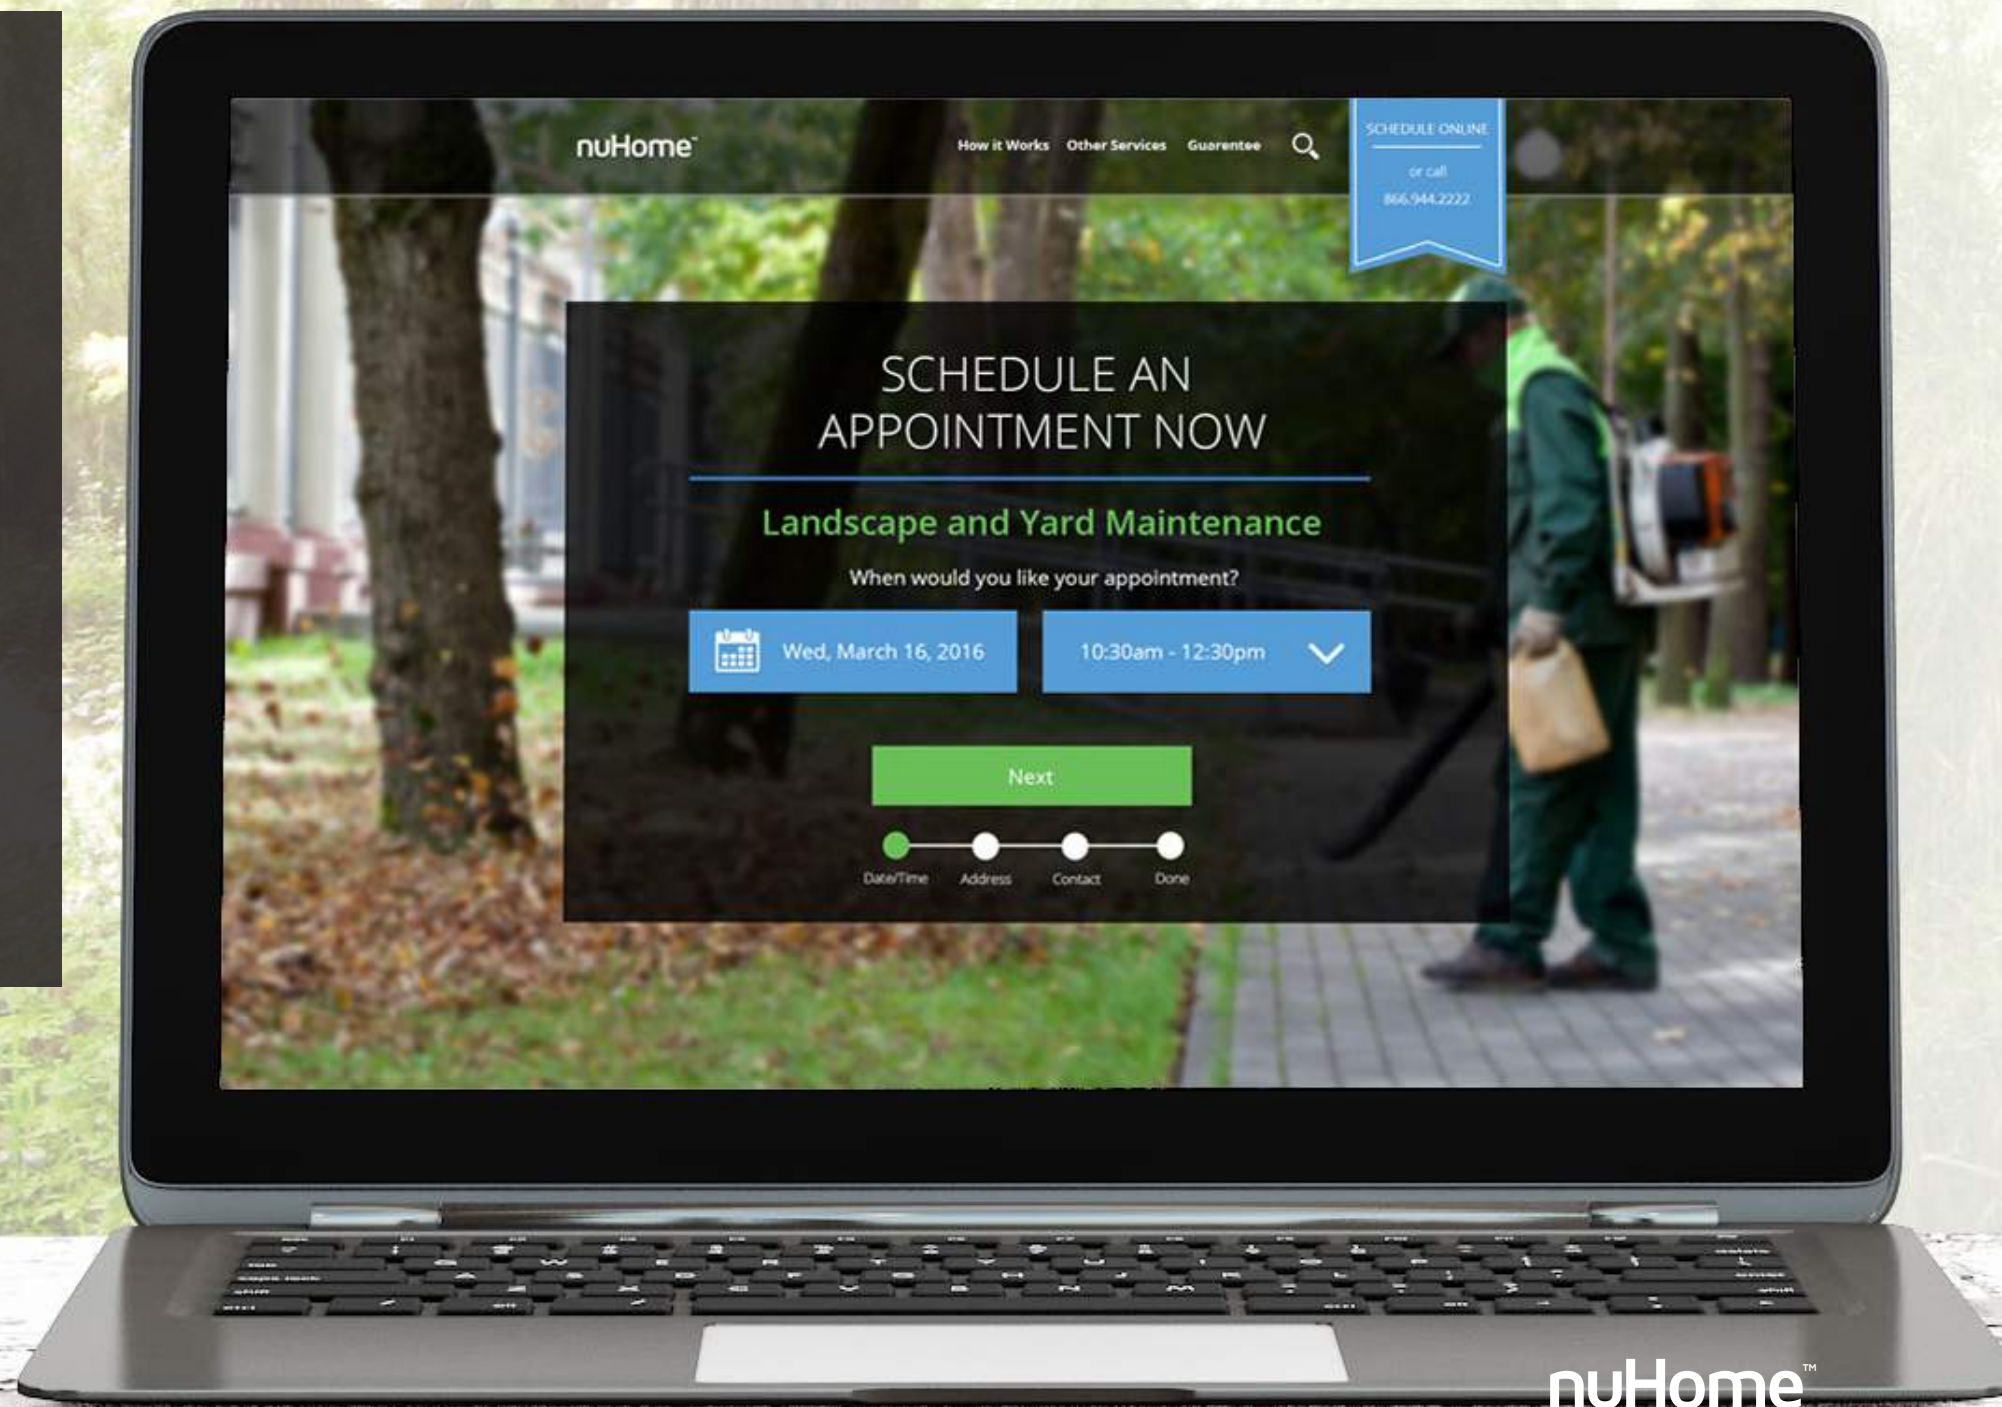 nuHome™
How it Works Other Services Guarentee
SCHEDULE ONLINE
or call
866.944.2222
SCHEDULE AN
APPOINTMENT NOW
Landscape and Yard Maintenance
When would you like your appointment?
Wed, March 16, 2016
10:30am - 12:30pm
Next
Date/Time Address Contact Done
nuHome™